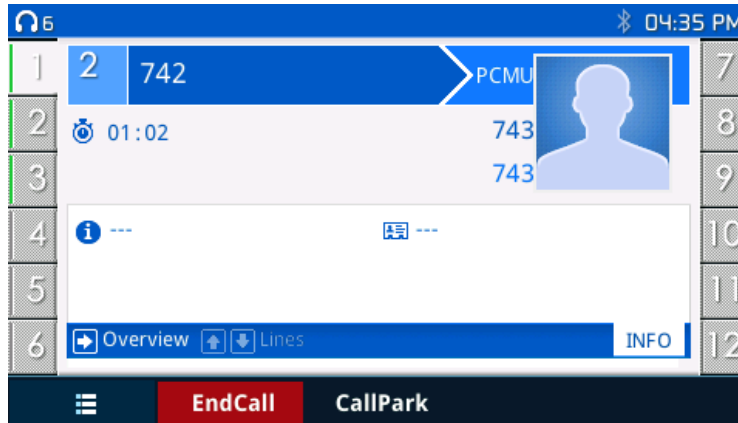 6 04:35 PM
1 2 742 PCMU 7
2 01:02 743 8
3 743 9
4 --- --- 10
5 11
6 Overview Lines INFO 12
EndCall CallPark